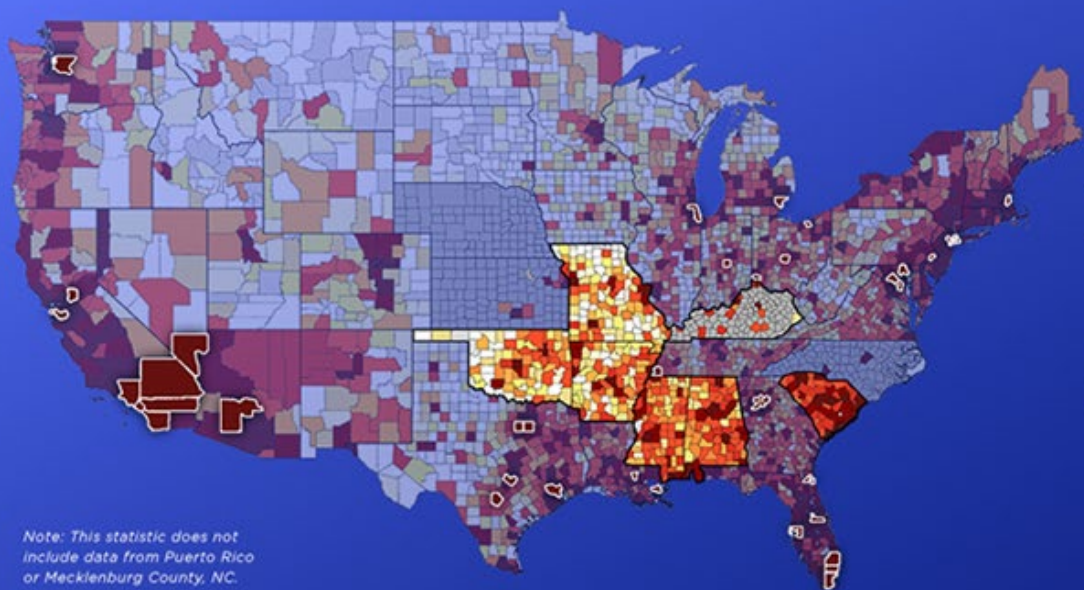 Note: This statistic does not
include data from Puerto Rico
or Mecklenburg County, NC.